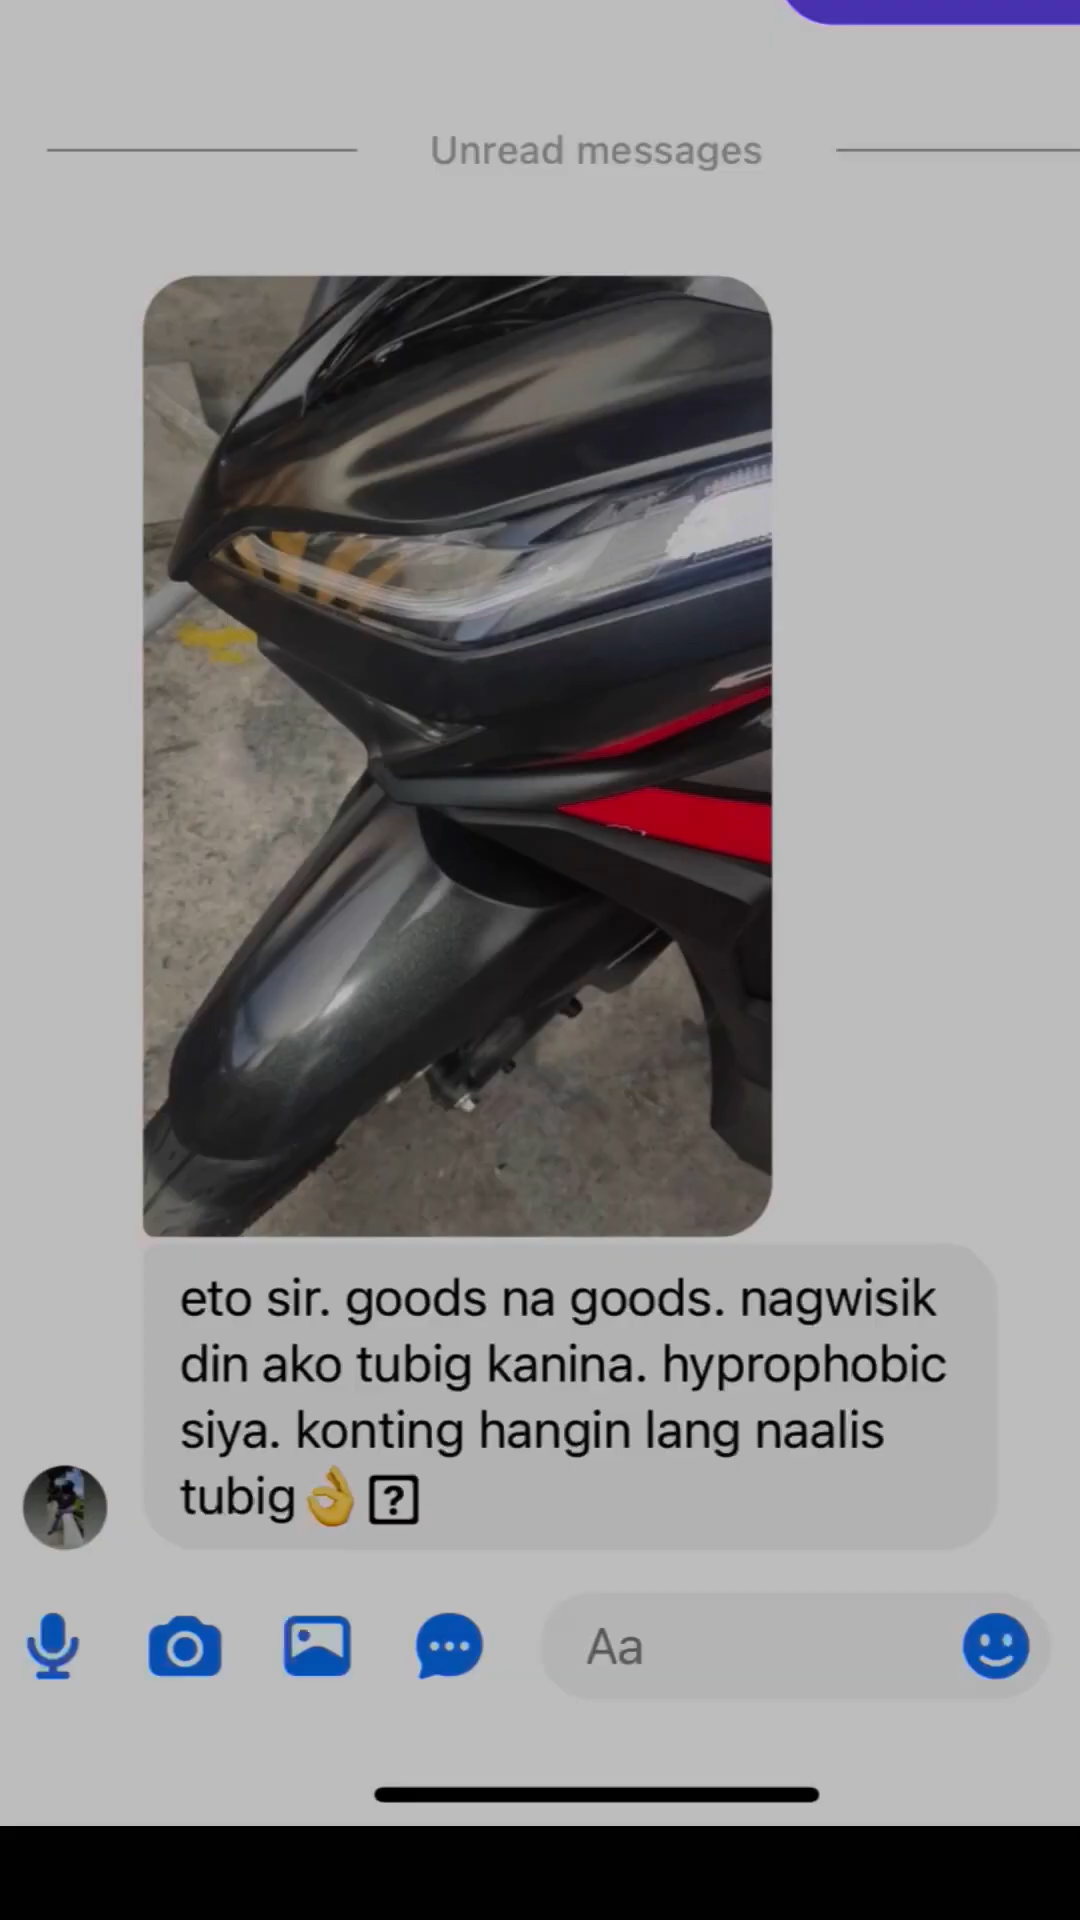 Unread messages
eto sir. goods na goods. nagwisik
din ako tubig kanina. hyprophobic
siya. konting hangin lang naalis
tubig👌
Aa